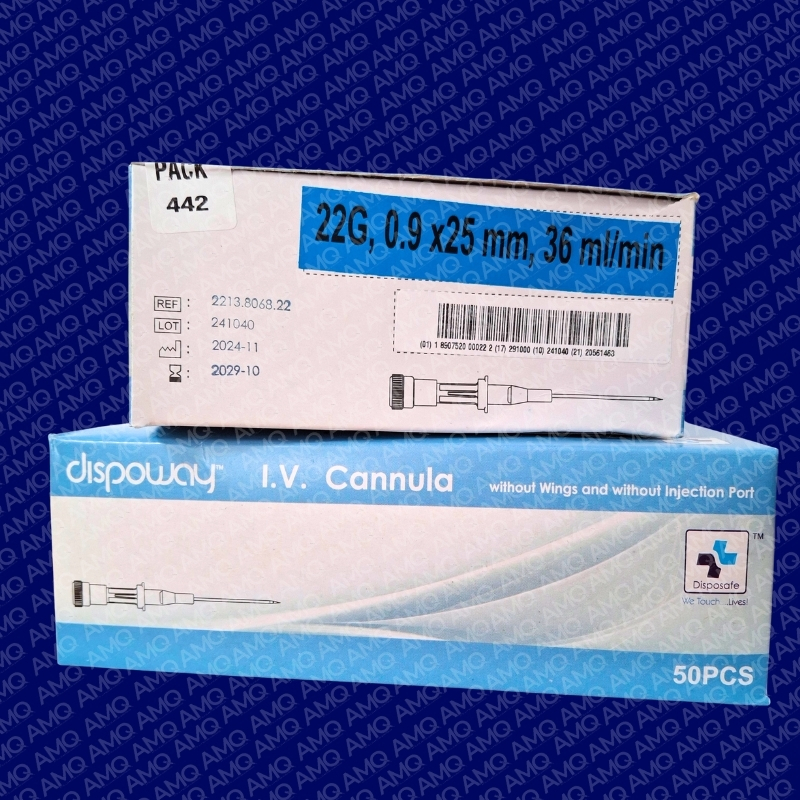 PACK
442
22G, 0.9 x25 mm, 36 ml/min
REF : 2213.8068.22
LOT : 241040
: 2024-11
: 2029-10
(01) 1 8907520 00022 2 (17) 291000 (10) 241040 (21) 20561463
dispoway™ I.V. Cannula without Wings and without Injection Port
TM
Disposafe
We Touch ...Lives!
50PCS
AMQ